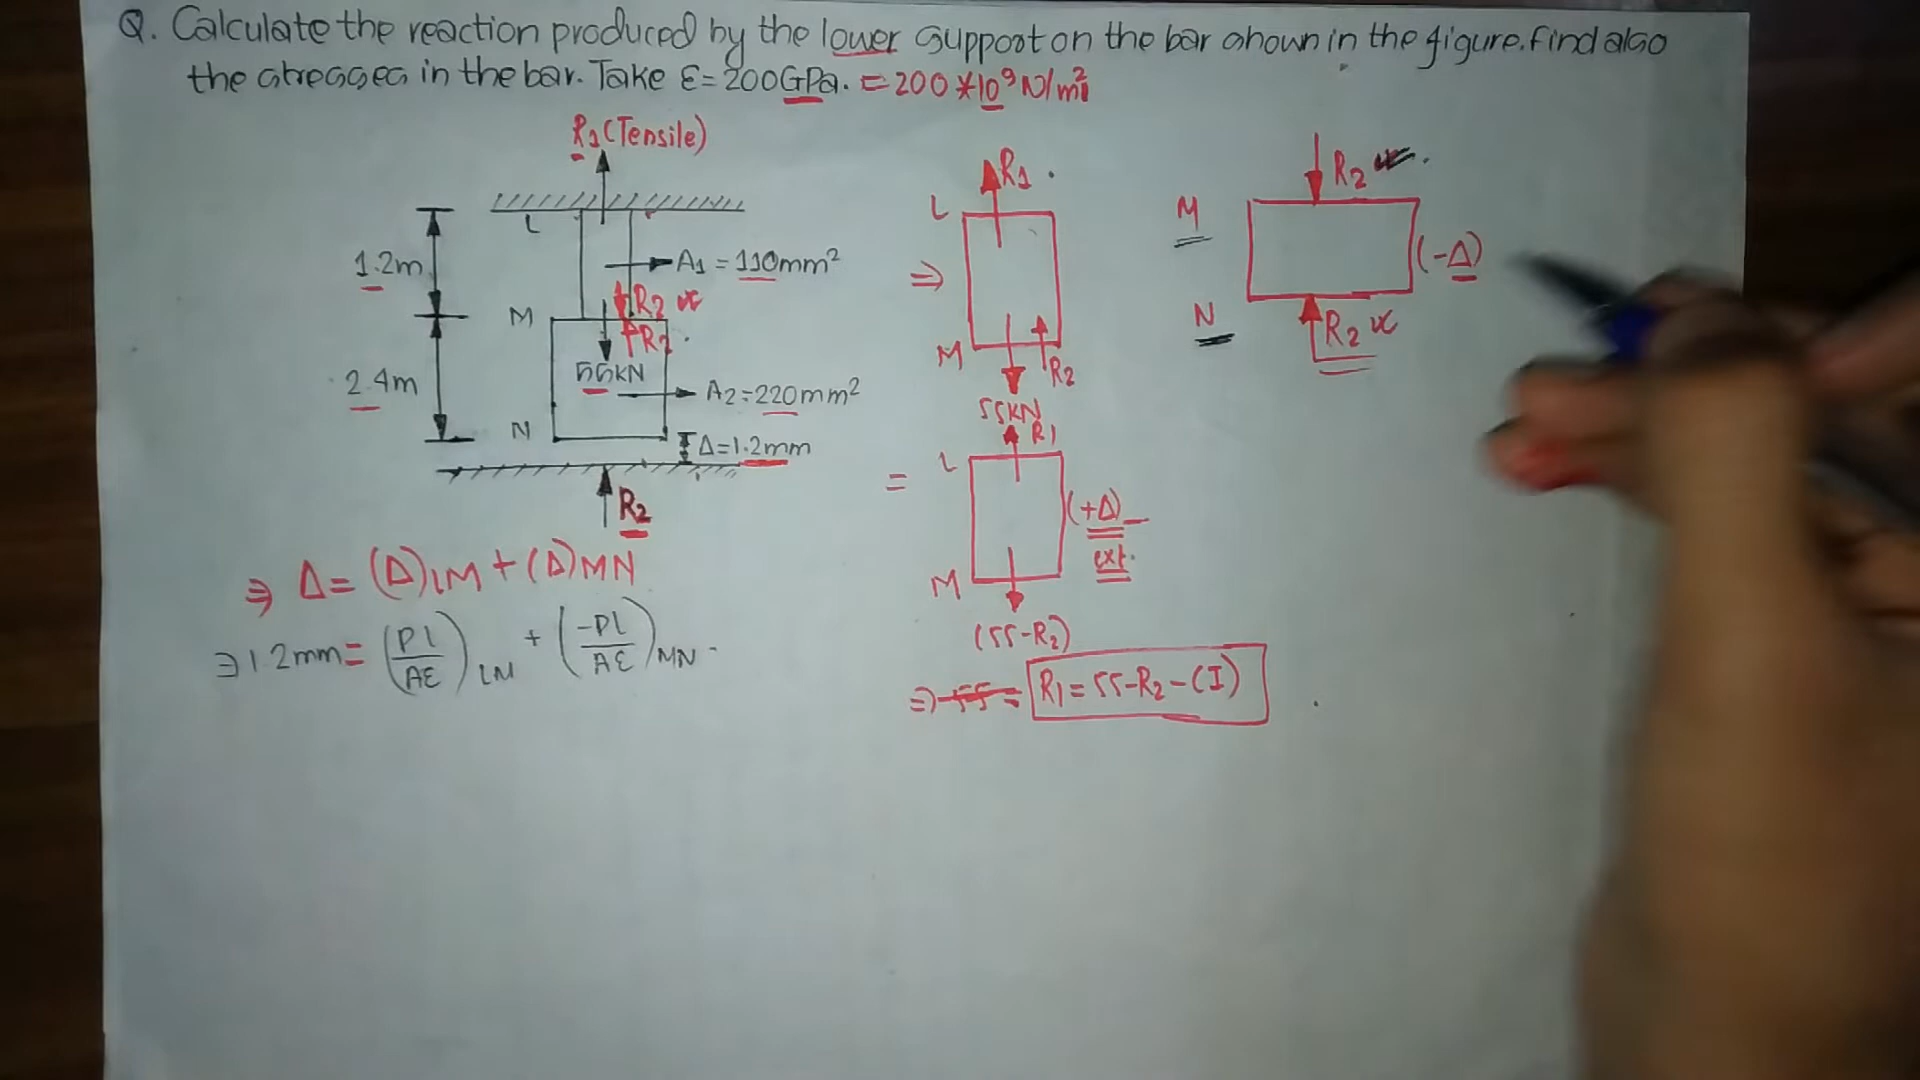 Q. Calculate the reaction produced by the lower support on the bar shown in the figure. Find also
the stresses in the bar. Take E=200GPa. = 200*10⁹ N/m²
R1 (Tensile)
L
1.2m
A1 = 110mm²
R2
M
R2
55KN
2.4m
A2=220mm²
N
Δ=1.2mm
R2
⇒ Δ= (Δ)LM + (Δ)MN
⇒ 1.2mm = (Pl/AE)LM + (-Pl/AE)MN
⇒
R1
L
M
R2
55KN
=
R1
L
(+Δ)
ext.
M
(55-R2)
⇒ R1 = 55-R2 - (I)
R2
M
(-Δ)
N
R2